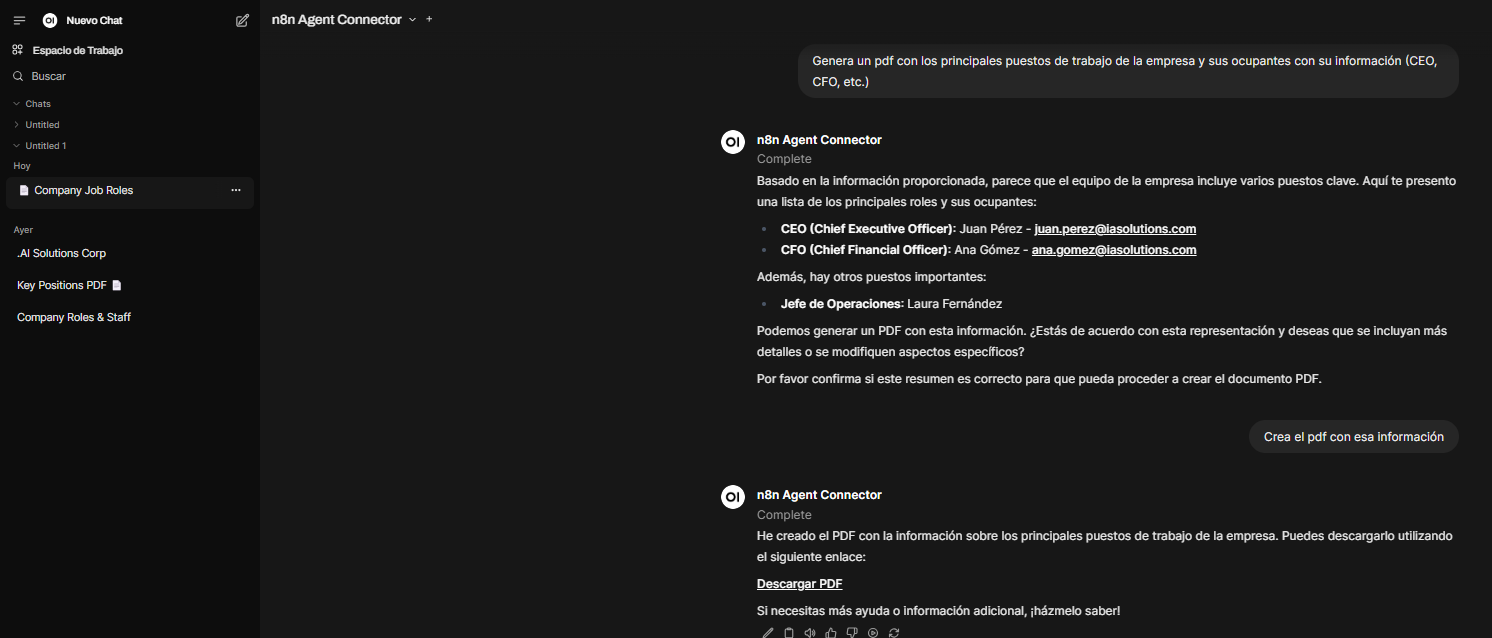 OI Nuevo Chat
Espacio de Trabajo
Buscar
Chats
Untitled
Untitled 1
Hoy
Company Job Roles
Ayer
.AI Solutions Corp
Key Positions PDF
Company Roles & Staff
n8n Agent Connector
Genera un pdf con los principales puestos de trabajo de la empresa y sus ocupantes con su información (CEO,
CFO, etc.)
OI n8n Agent Connector
Complete
Basado en la información proporcionada, parece que el equipo de la empresa incluye varios puestos clave. Aquí te presento
una lista de los principales roles y sus ocupantes:
• CEO (Chief Executive Officer): Juan Pérez - juan.perez@iasolutions.com
• CFO (Chief Financial Officer): Ana Gómez - ana.gomez@iasolutions.com
Además, hay otros puestos importantes:
• Jefe de Operaciones: Laura Fernández
Podemos generar un PDF con esta información. ¿Estás de acuerdo con esta representación y deseas que se incluyan más
detalles o se modifiquen aspectos específicos?
Por favor confirma si este resumen es correcto para que pueda proceder a crear el documento PDF.
Crea el pdf con esa información
OI n8n Agent Connector
Complete
He creado el PDF con la información sobre los principales puestos de trabajo de la empresa. Puedes descargarlo utilizando
el siguiente enlace:
Descargar PDF
Si necesitas más ayuda o información adicional, ¡házmelo saber!